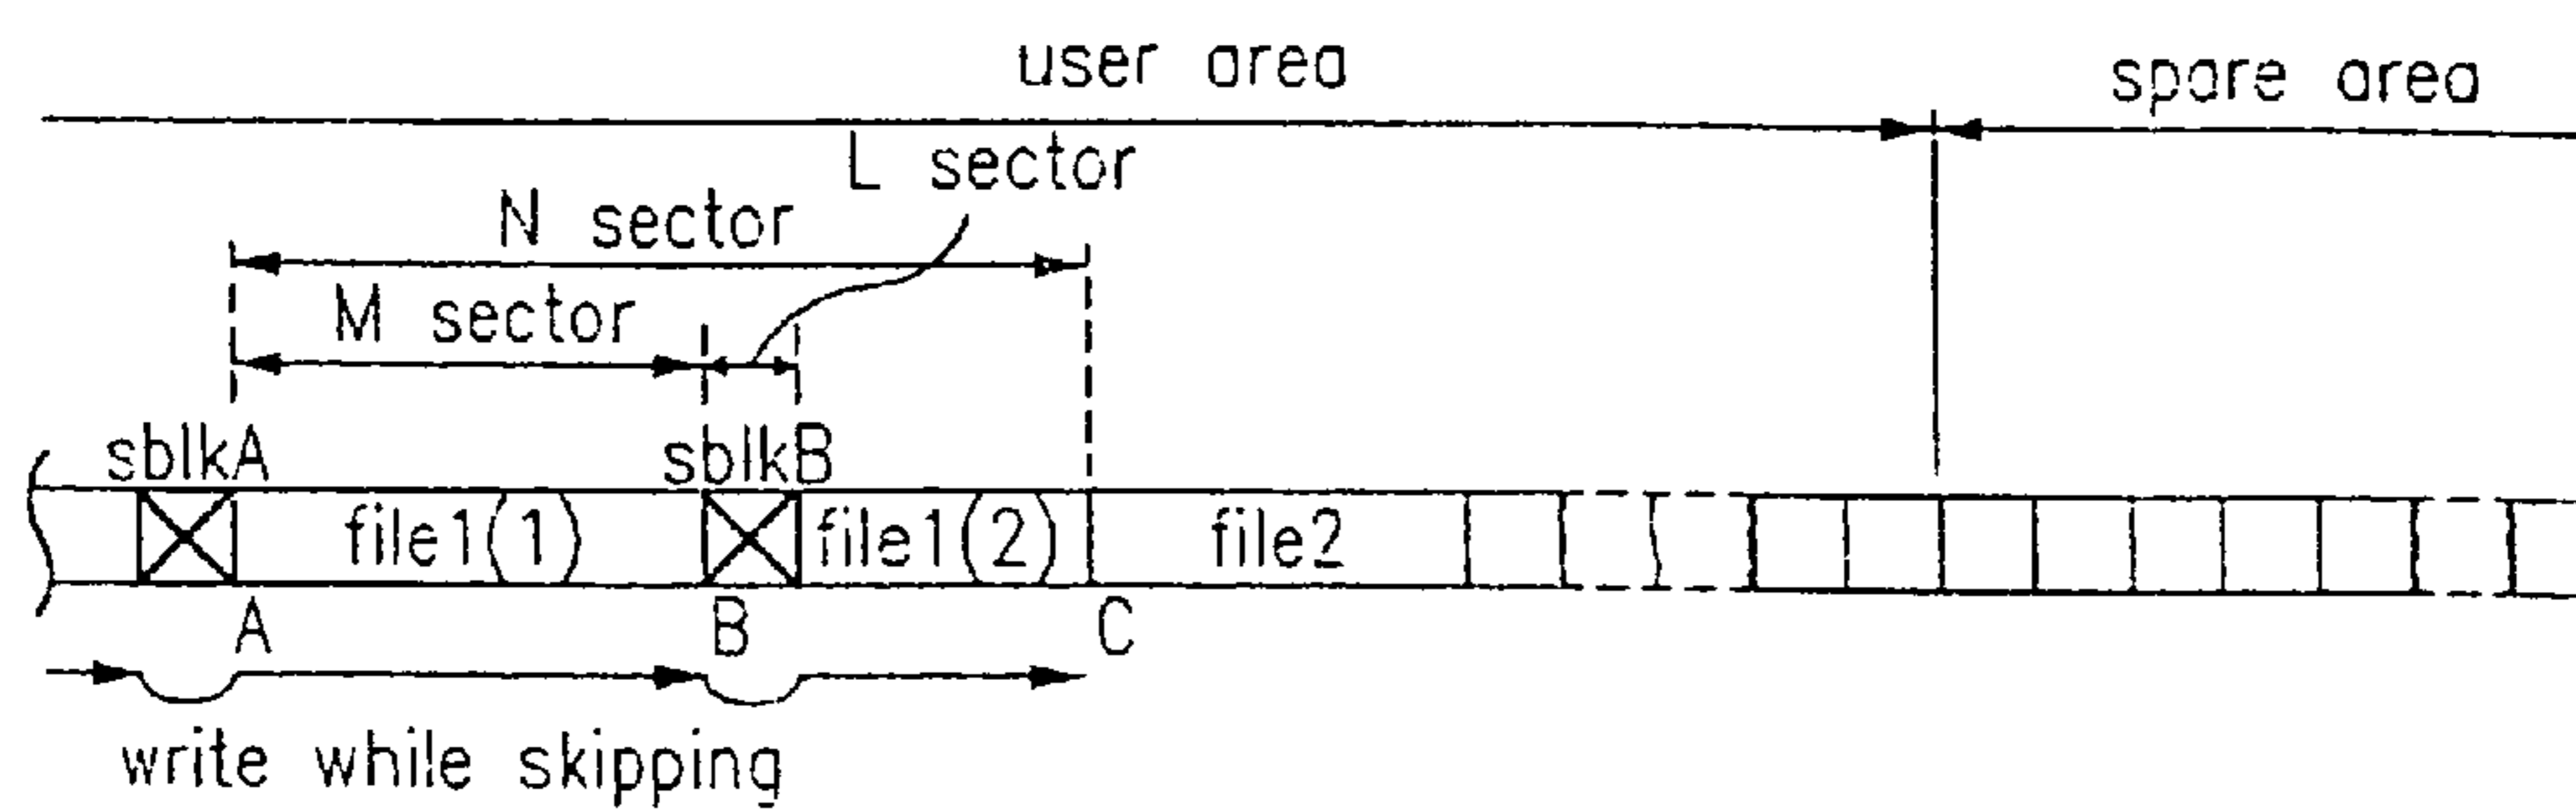 user area
spare area
L sector
N sector
M sector
sblkA
sblkB
file1(1)
file1(2)
file2
A
B
C
write while skipping